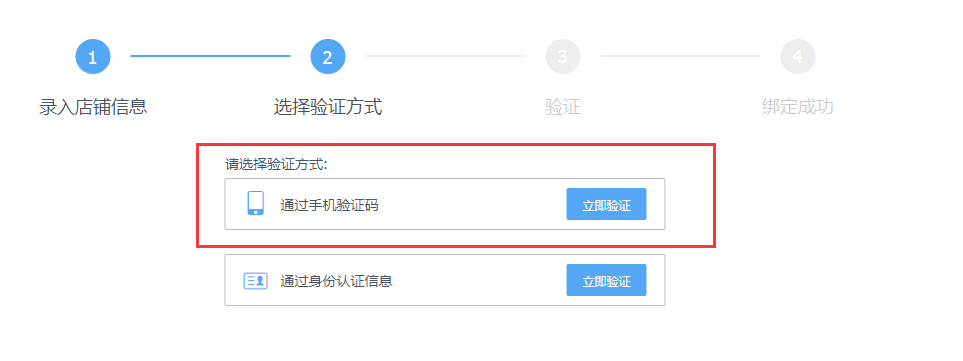 1 2 3 4
录入店铺信息 选择验证方式 验证 绑定成功
请选择验证方式:
通过手机验证码 立即验证
通过身份认证信息 立即验证